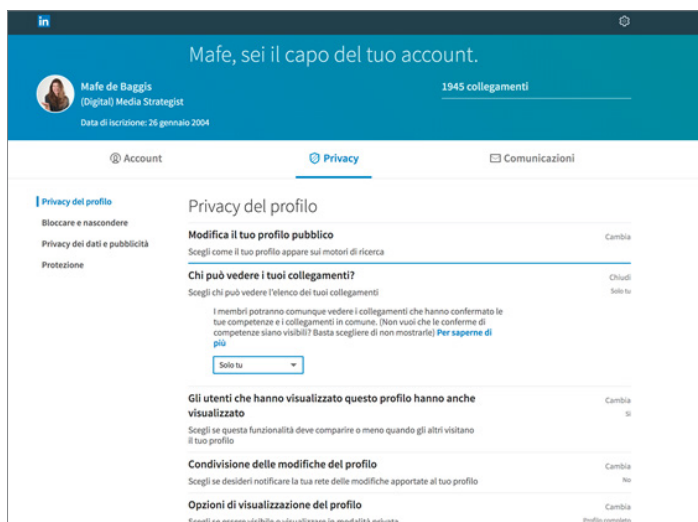 in
Mafe, sei il capo del tuo account.
Mafe de Baggis
(Digital) Media Strategist
Data di iscrizione: 26 gennaio 2004
1945 collegamenti
Account
Privacy
Comunicazioni
Privacy del profilo
Bloccare e nascondere
Privacy dei dati e pubblicità
Protezione
Privacy del profilo
Modifica il tuo profilo pubblico
Cambia
Scegli come il tuo profilo appare sui motori di ricerca
Chi può vedere i tuoi collegamenti?
Chiudi
Scegli chi può vedere l'elenco dei tuoi collegamenti
Solo tu
I membri potranno comunque vedere i collegamenti che hanno confermato le
tue competenze e i collegamenti in comune. (Non vuoi che le conferme di
competenze siano visibili? Basta scegliere di non mostrarle) Per saperne di
più
Solo tu
Gli utenti che hanno visualizzato questo profilo hanno anche
visualizzato
Cambia
Sì
Scegli se questa funzionalità deve comparire o meno quando gli altri visitano
il tuo profilo
Condivisione delle modifiche del profilo
Cambia
Scegli se desideri notificare la tua rete delle modifiche apportate al tuo profilo
No
Opzioni di visualizzazione del profilo
Cambia
Scegli se essere visibile o visualizzare in modalità privata
Profilo completo